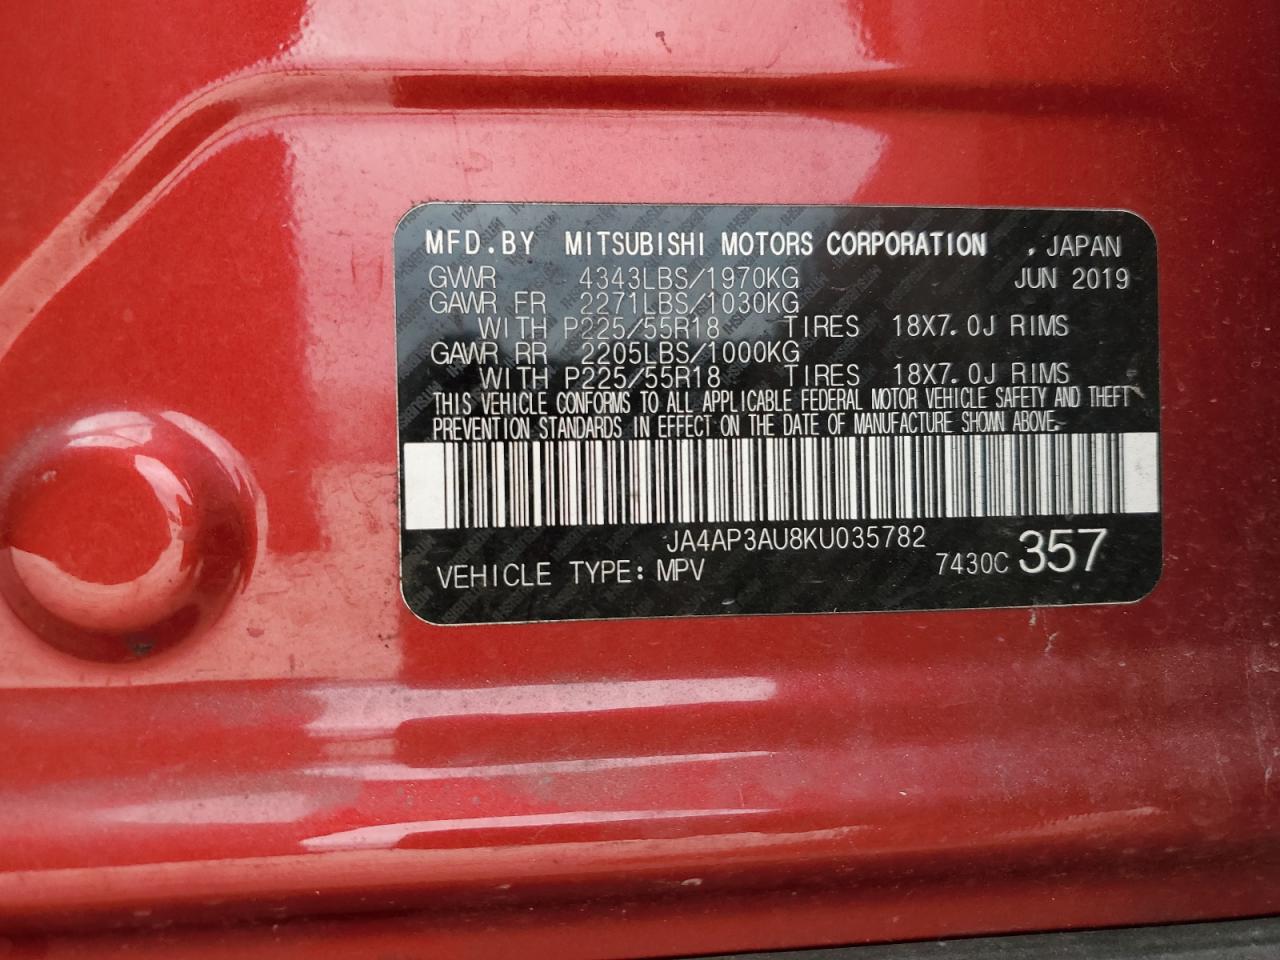 MFD.BY MITSUBISHI MOTORS CORPORATION , JAPAN
GVWR 4343LBS/1970KG JUN 2019
GAWR FR 2271LBS/1030KG
WITH P225/55R18 TIRES 18X7.0J RIMS
GAWR RR 2205LBS/1000KG
WITH P225/55R18 TIRES 18X7.0J RIMS
THIS VEHICLE CONFORMS TO ALL APPLICABLE FEDERAL MOTOR VEHICLE SAFETY AND THEFT
PREVENTION STANDARDS IN EFFECT ON THE DATE OF MANUFACTURE SHOWN ABOVE.
JA4AP3AU8KU035782
VEHICLE TYPE: MPV 7430C 357